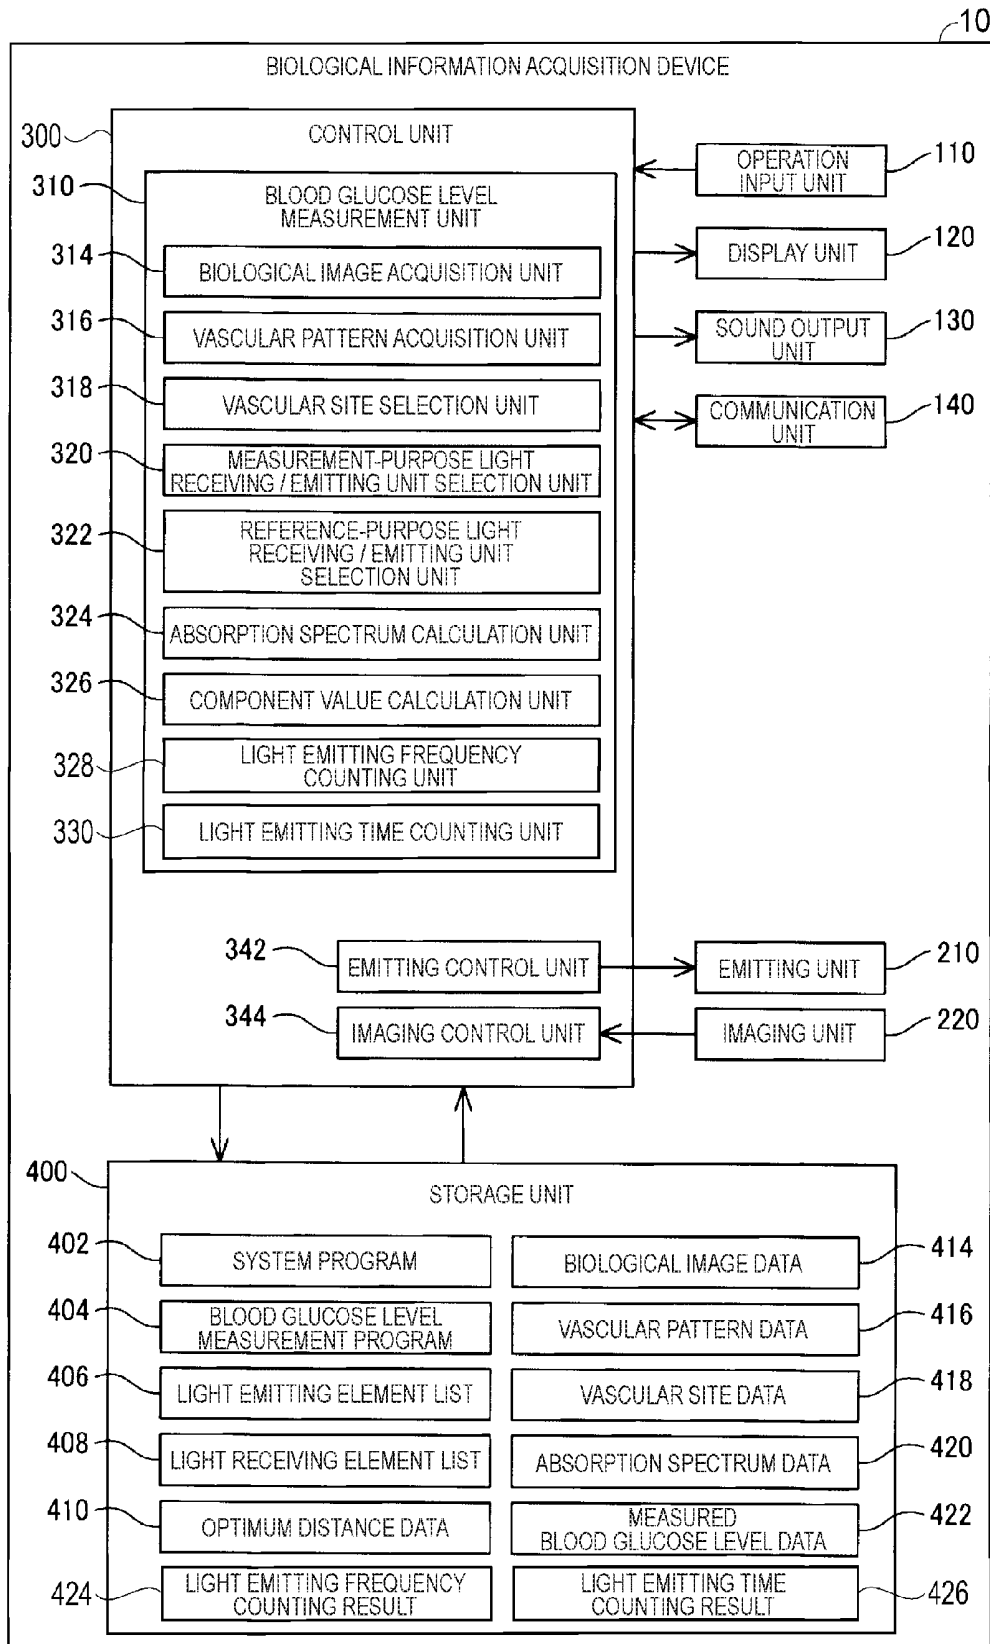 10
BIOLOGICAL INFORMATION ACQUISITION DEVICE
300
CONTROL UNIT
310
BLOOD GLUCOSE LEVEL
MEASUREMENT UNIT
314
BIOLOGICAL IMAGE ACQUISITION UNIT
316
VASCULAR PATTERN ACQUISITION UNIT
318
VASCULAR SITE SELECTION UNIT
320
MEASUREMENT-PURPOSE LIGHT
RECEIVING / EMITTING UNIT SELECTION UNIT
322
REFERENCE-PURPOSE LIGHT
RECEIVING / EMITTING UNIT
SELECTION UNIT
324
ABSORPTION SPECTRUM CALCULATION UNIT
326
COMPONENT VALUE CALCULATION UNIT
328
LIGHT EMITTING FREQUENCY
COUNTING UNIT
330
LIGHT EMITTING TIME COUNTING UNIT
OPERATION
INPUT UNIT
110
DISPLAY UNIT
120
SOUND OUTPUT
UNIT
130
COMMUNICATION
UNIT
140
342
EMITTING CONTROL UNIT
EMITTING UNIT
210
344
IMAGING CONTROL UNIT
IMAGING UNIT
220
400
STORAGE UNIT
402
SYSTEM PROGRAM
BIOLOGICAL IMAGE DATA
414
404
BLOOD GLUCOSE LEVEL
MEASUREMENT PROGRAM
VASCULAR PATTERN DATA
416
406
LIGHT EMITTING ELEMENT LIST
VASCULAR SITE DATA
418
408
LIGHT RECEIVING ELEMENT LIST
ABSORPTION SPECTRUM DATA
420
410
OPTIMUM DISTANCE DATA
MEASURED
BLOOD GLUCOSE LEVEL DATA
422
424
LIGHT EMITTING FREQUENCY
COUNTING RESULT
LIGHT EMITTING TIME
COUNTING RESULT
426